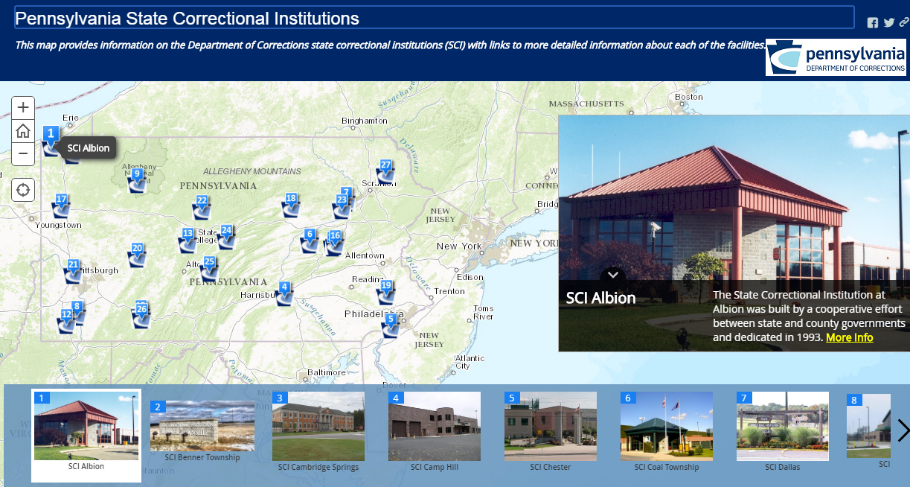 Pennsylvania State Correctional Institutions
This map provides information on the Department of Corrections state correctional institutions (SCI) with links to more detailed information about each of the facilities.
pennsylvania
DEPARTMENT OF CORRECTIONS
Boston
MASSACHUSETTS
Erie
Binghamton
1
SCI Albion
27
Scranton
9
ALLEGHENY MOUNTAINS
PENNSYLVANIA
CONNE
17
22
18
7
23
Youngstown
NEW
JERSEY
13
State
College
24
6
16
New York
NEW YORK
20
Allentown
21
ittsburgh
25
Edison
PENNSYLVANIA
Reading
19
Trenton
4
Harrisbu
Toms
River
8
12
26
Philadelphia
5
NEW
JERSEY
Atlantic
City
Baltimore
SCI Albion
The State Correctional Institution at
Albion was built by a cooperative effort
between state and county governments
and dedicated in 1993. More info
1
SCI Albion
2
SCI Benner Township
3
SCI Cambridge Springs
4
SCI Camp Hill
5
SCI Chester
6
SCI Coal Township
7
SCI Dallas
8
SCI